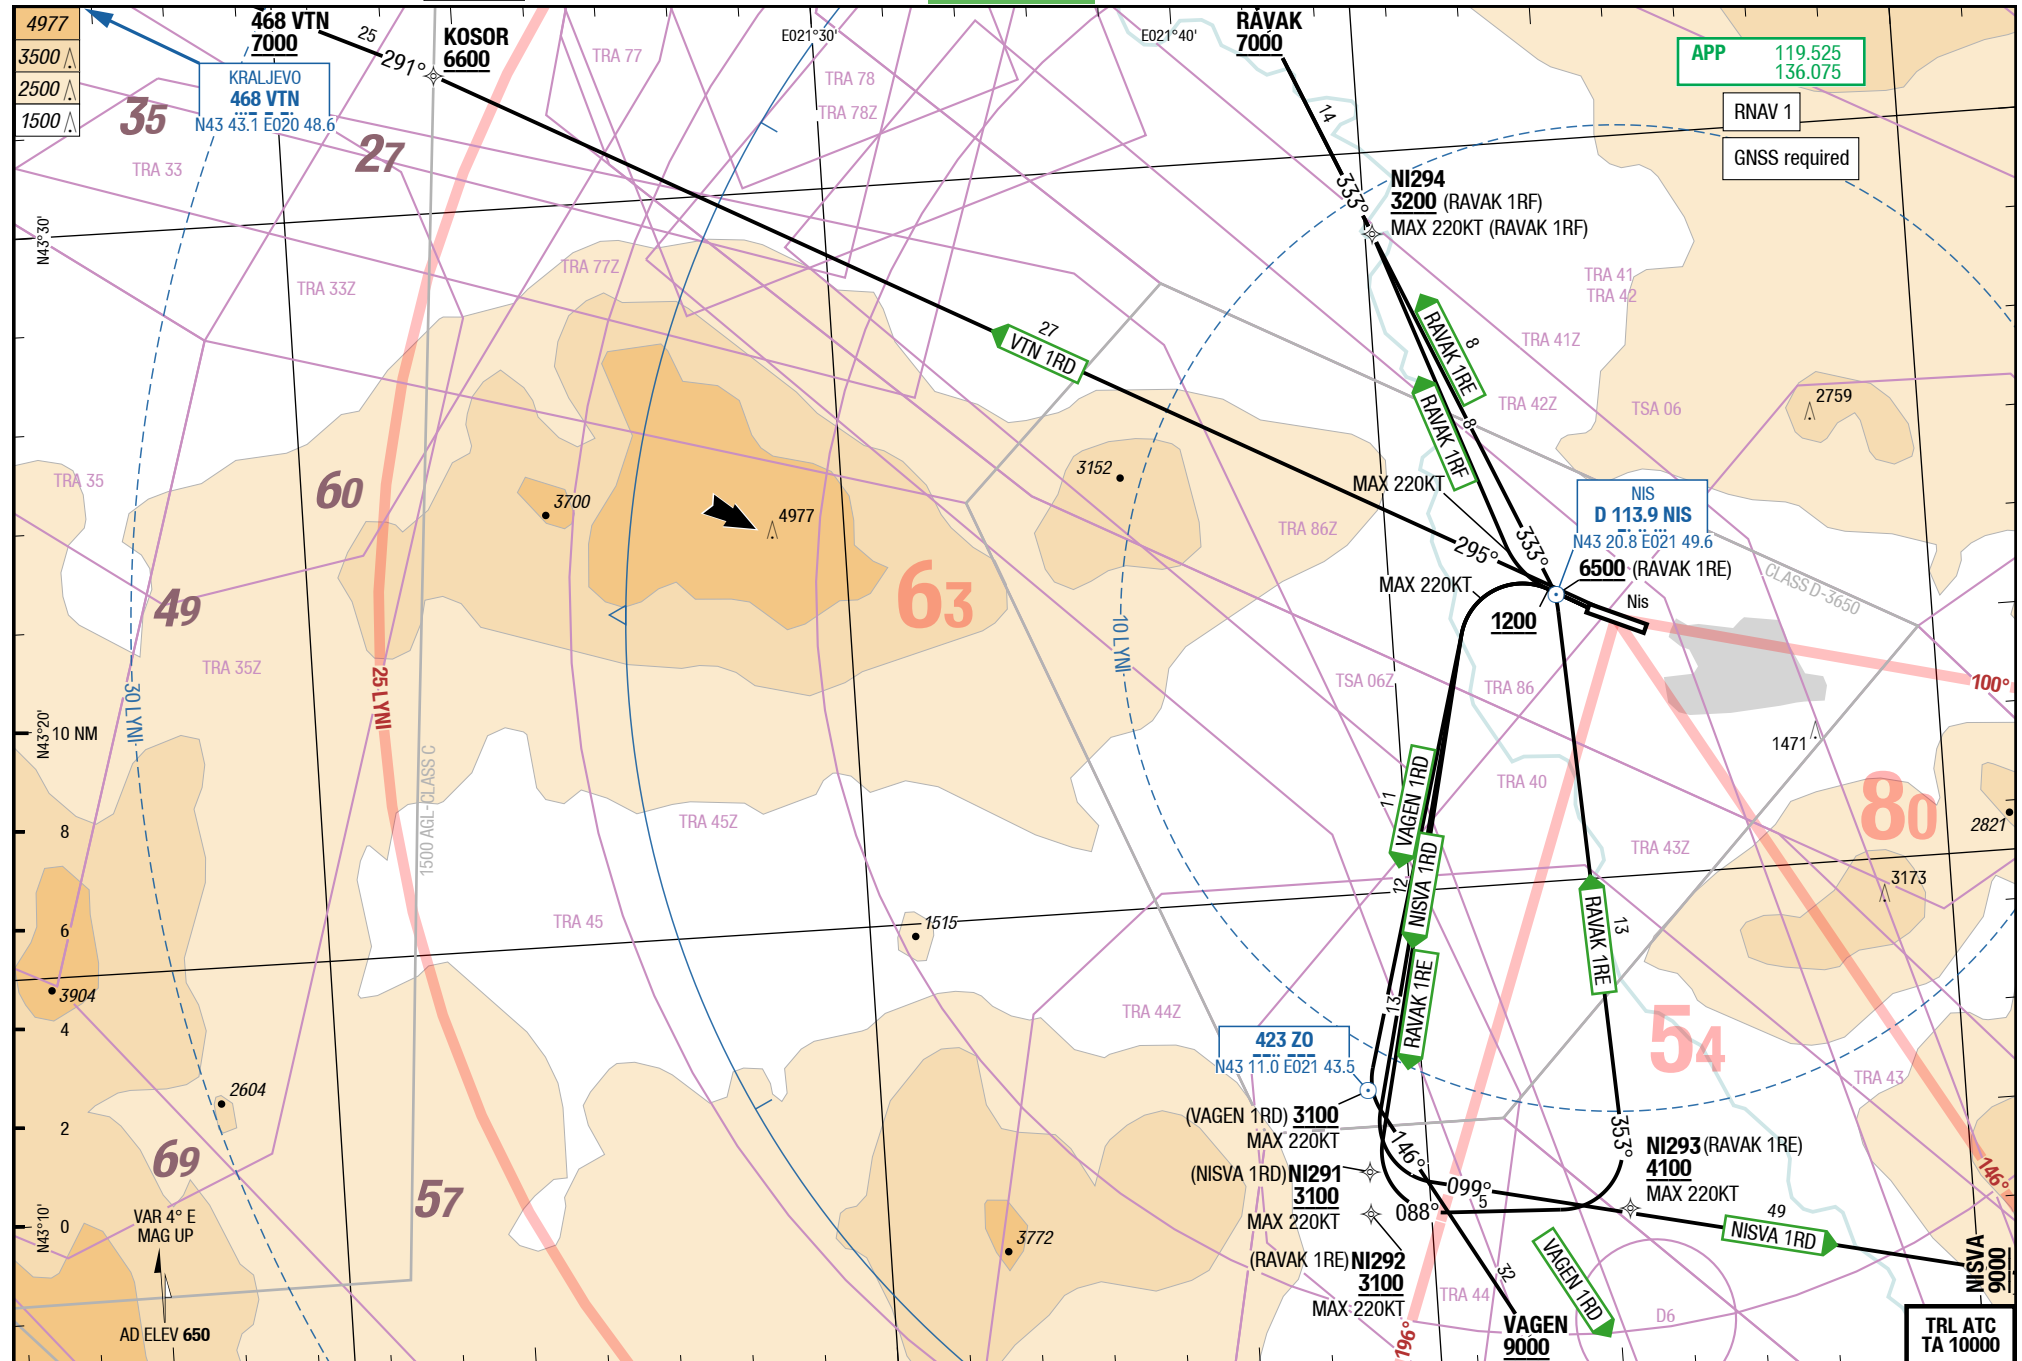 4977
3500
2500
1500
468 VTN
7000
25
291°
KOSOR
6600
KRALJEVO
468 VTN
N43 43.1 E020 48.6
35
27
TRA 33
TRA 77
TRA 78
TRA 78Z
E021°30'
E021°40'
RAVAK
7000
14
333°
APP 119.525
136.075
RNAV 1
GNSS required
NI294
3200 (RAVAK 1RF)
MAX 220KT (RAVAK 1RF)
N43°30'
TRA 33Z
TRA 77Z
TRA 41
TRA 42
TRA 41Z
27
VTN 1RD
8
RAVAK 1RE
8
RAVAK 1RF
TRA 42Z
TSA 06
2759
TRA 35
60
3700
4977
3152
MAX 220KT
TRA 86Z
295°
333°
NIS
D 113.9 NIS
N43 20.8 E021 49.6
6500 (RAVAK 1RE)
CLASS D-3650
MAX 220KT
1200
Nis
49
63
TRA 35Z
10 LYNI
30 LYNI
25 LYNI
TSA 06Z
TRA 86
100°
N43°20'
10 NM
1500 AGL-CLASS C
1471
TRA 40
11
VAGEN 1RD
80
2821
8
TRA 45Z
TRA 43Z
12
NISVA 1RD
3173
6
TRA 45
1515
13
RAVAK 1RE
13
RAVAK 1RE
3904
4
TRA 44Z
423 ZO
N43 11.0 E021 43.5
54
TRA 43
2604
2
(VAGEN 1RD) 3100
MAX 220KT
146°
353°
NI293 (RAVAK 1RE)
4100
MAX 220KT
69
57
(NISVA 1RD) NI291
3100
MAX 220KT
099°
5
088°
146°
N43°10'
0
VAR 4° E
MAG UP
3772
49
NISVA 1RD
(RAVAK 1RE) NI292
3100
MAX 220KT
32
VAGEN 1RD
NISVA
9000
TRA 44
D6
AD ELEV 650
196°
VAGEN
9000
TRL ATC
TA 10000